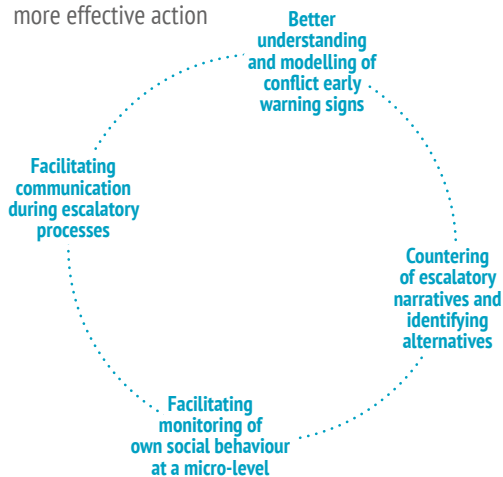 more effective action
Better
understanding
and modelling of
conflict early
warning signs
Facilitating
communication
during escalatory
processes
Countering
of escalatory
narratives and
identifying
alternatives
Facilitating
monitoring of
own social behaviour
at a micro-level